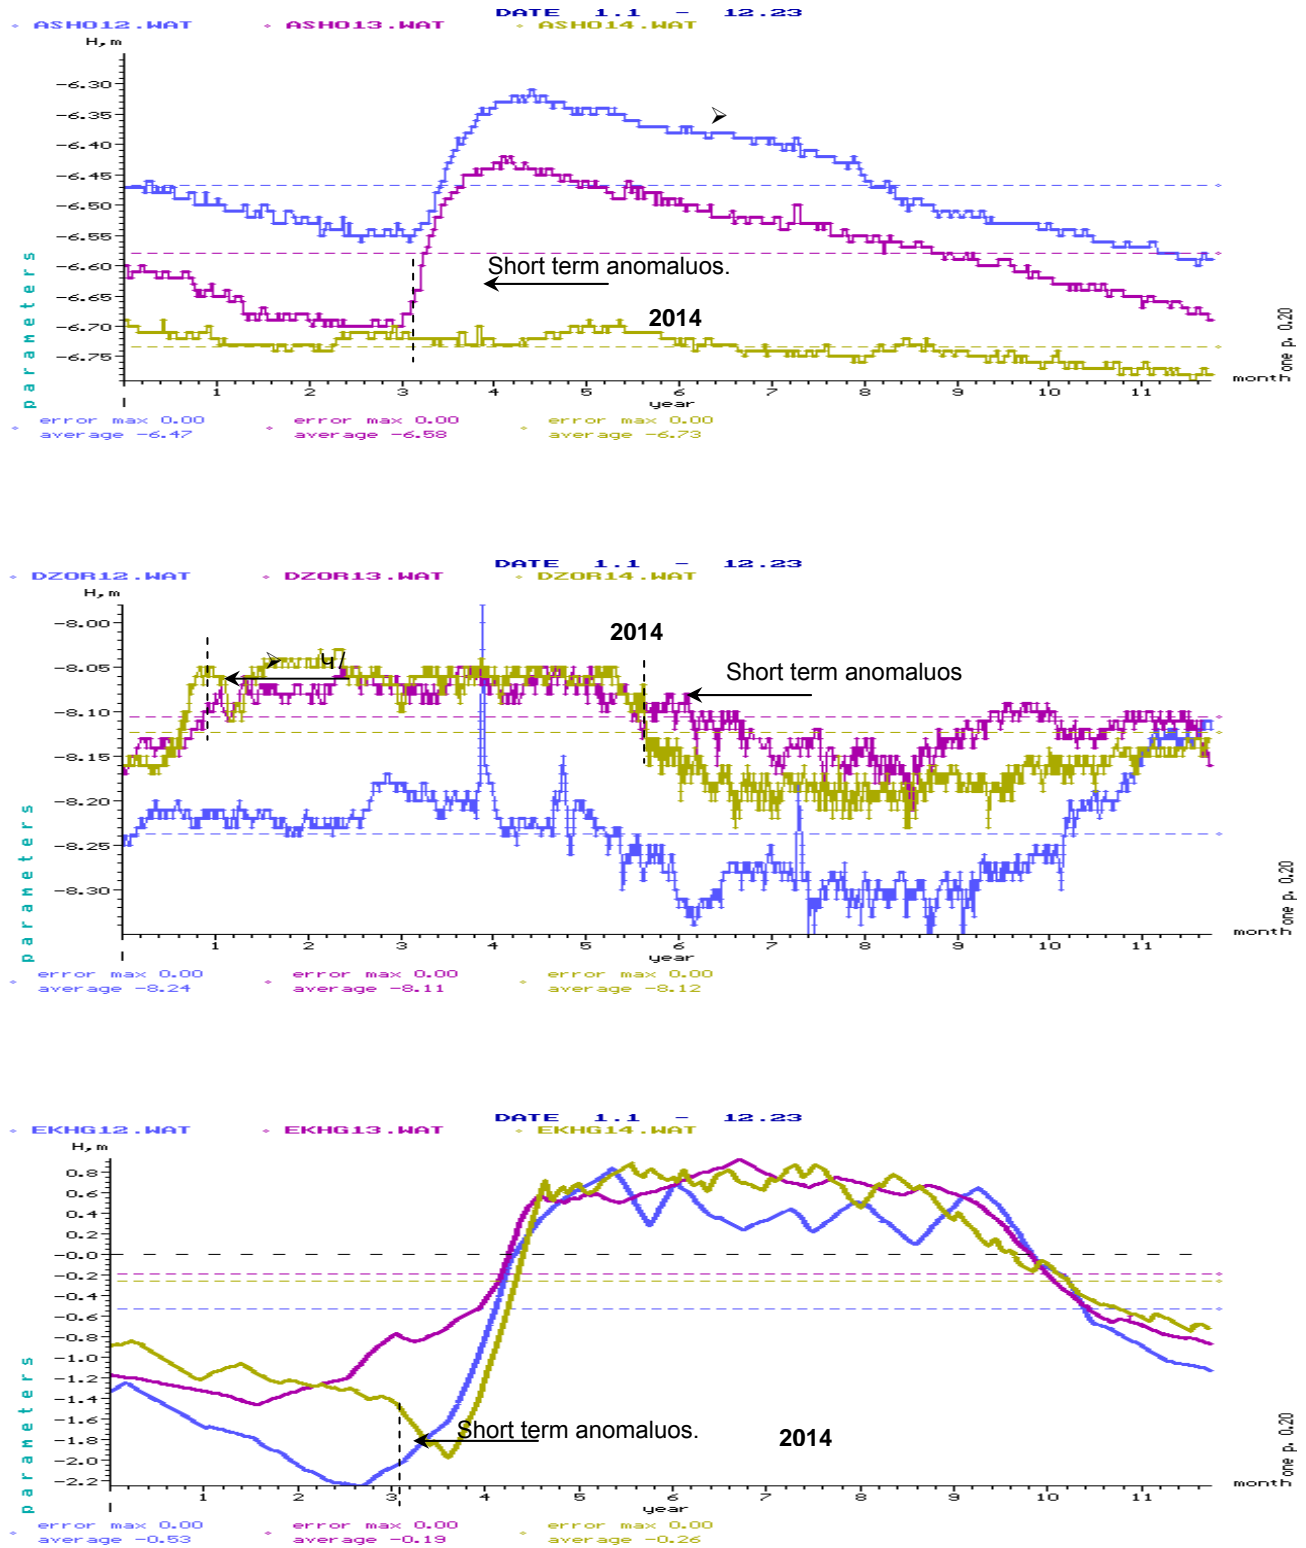 DATE 1.1 - 12.23
ASHO12.WAT ASHO13.WAT ASHO14.WAT
H,m
-6.30
-6.35
-6.40
-6.45
-6.50
-6.55
-6.60
-6.65
-6.70
-6.75
parameters
Short term anomaluos.
2014
one p. 0.20
month
1 2 3 4 5 6 7 8 9 10 11
year
I
error max 0.00 error max 0.00 error max 0.00
average -6.47 average -6.58 average -6.73
DATE 1.1 - 12.23
DZOR12.WAT DZOR13.WAT DZOR14.WAT
H,m
-8.00
-8.05
-8.10
-8.15
-8.20
-8.25
-8.30
parameters
2014
Short term anomaluos
one p. 0.20
month
1 2 3 4 5 6 7 8 9 10 11
year
I
error max 0.00 error max 0.00 error max 0.00
average -8.24 average -8.11 average -8.12
DATE 1.1 - 12.23
EKHG12.WAT EKHG13.WAT EKHG14.WAT
H,m
0.8
0.6
0.4
0.2
-0.0
-0.2
-0.4
-0.6
-0.8
-1.0
-1.2
-1.4
-1.6
-1.8
-2.0
-2.2
parameters
Short term anomaluos.
2014
one p. 0.20
month
1 2 3 4 5 6 7 8 9 10 11
year
I
error max 0.00 error max 0.00 error max 0.00
average -0.53 average -0.19 average -0.26